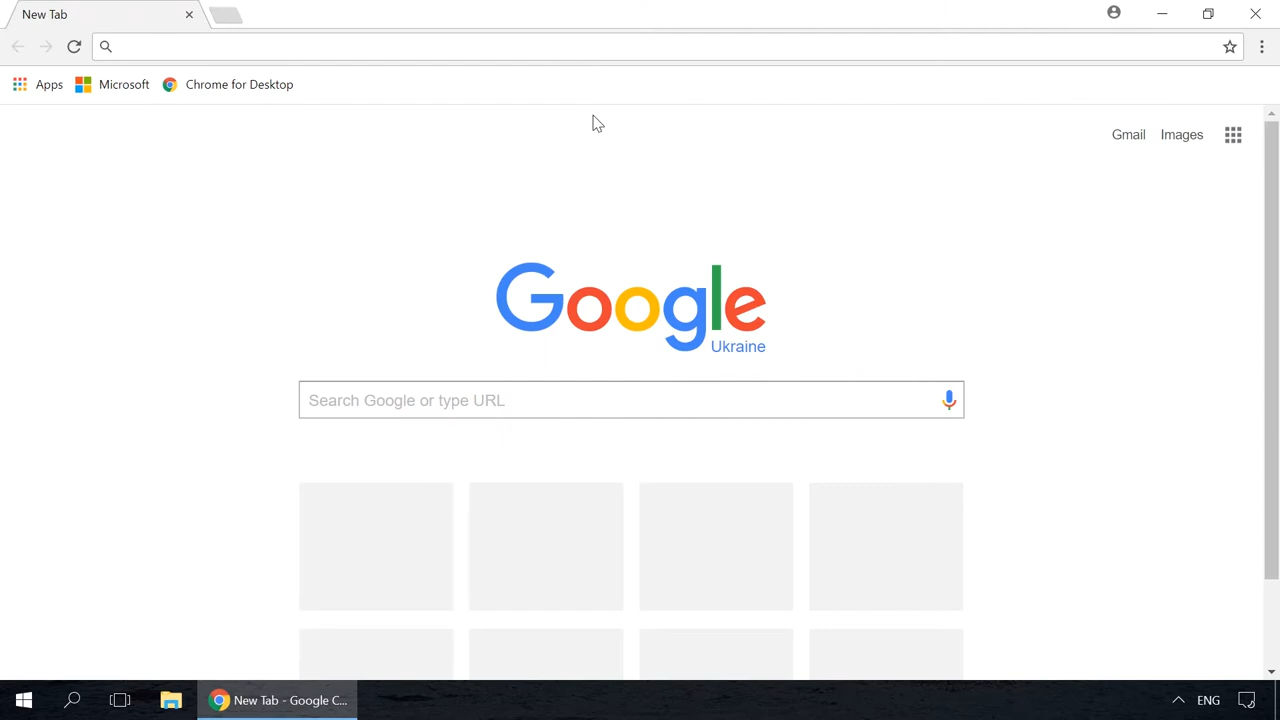 New Tab
Apps Microsoft Chrome for Desktop
Gmail Images
Google
Ukraine
Search Google or type URL
New Tab - Google C...
ENG